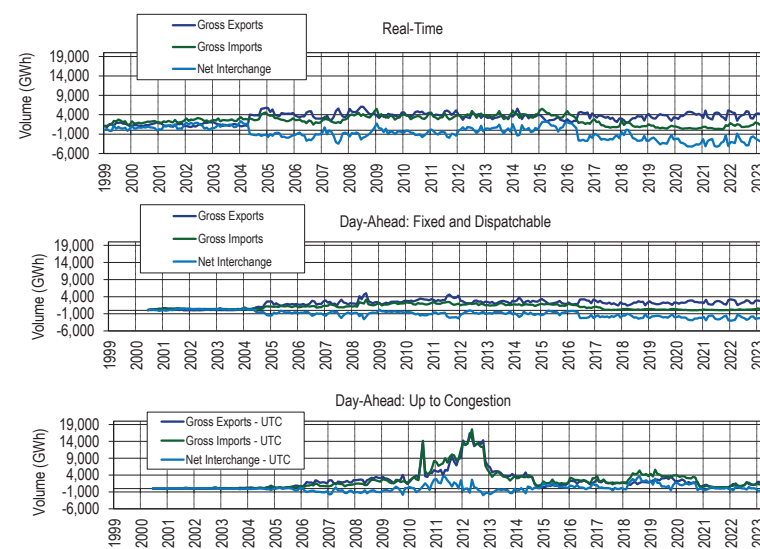 Real-Time
Gross Exports
Gross Imports
Net Interchange
Volume (GWh)
19,000
14,000
9,000
4,000
-1,000
-6,000
1999 2000 2001 2002 2003 2004 2005 2006 2007 2008 2009 2010 2011 2012 2013 2014 2015 2016 2017 2018 2019 2020 2021 2022 2023
Day-Ahead: Fixed and Dispatchable
Gross Exports
Gross Imports
Net Interchange
Volume (GWh)
19,000
14,000
9,000
4,000
-1,000
-6,000
1999 2000 2001 2002 2003 2004 2005 2006 2007 2008 2009 2010 2011 2012 2013 2014 2015 2016 2017 2018 2019 2020 2021 2022 2023
Day-Ahead: Up to Congestion
Gross Exports - UTC
Gross Imports - UTC
Net Interchange - UTC
Volume (GWh)
19,000
14,000
9,000
4,000
-1,000
-6,000
1999 2000 2001 2002 2003 2004 2005 2006 2007 2008 2009 2010 2011 2012 2013 2014 2015 2016 2017 2018 2019 2020 2021 2022 2023